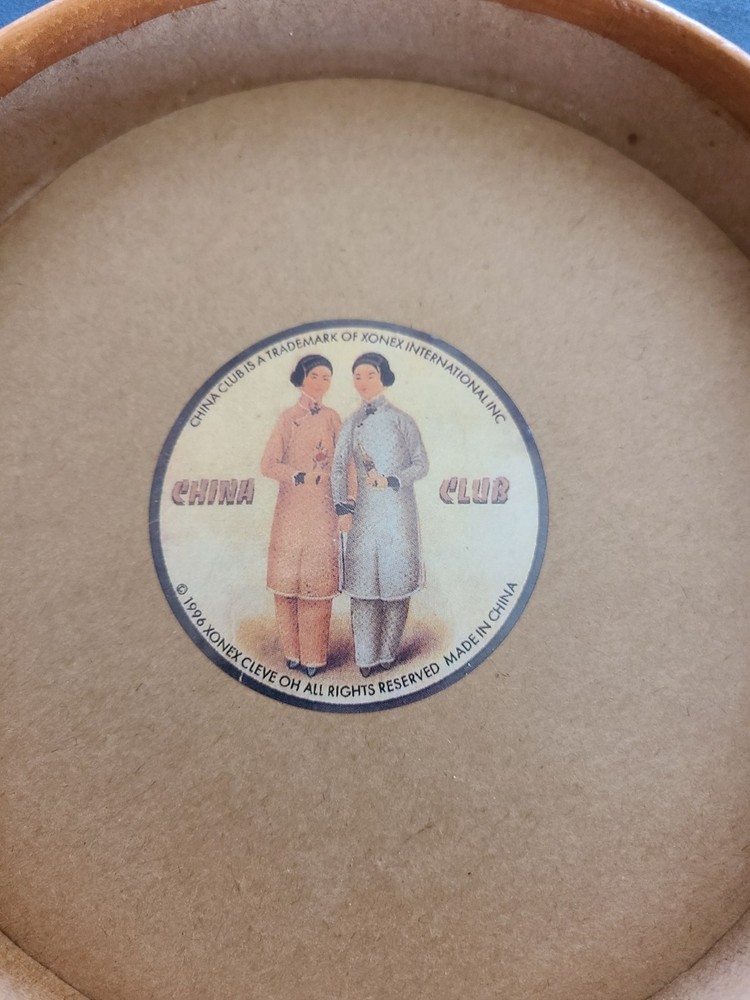 CHINA CLUB IS A TRADEMARK OF XONEX INTERNATIONAL INC
CHINA CLUB
© 1996 XONEX CLEVE OH ALL RIGHTS RESERVED MADE IN CHINA